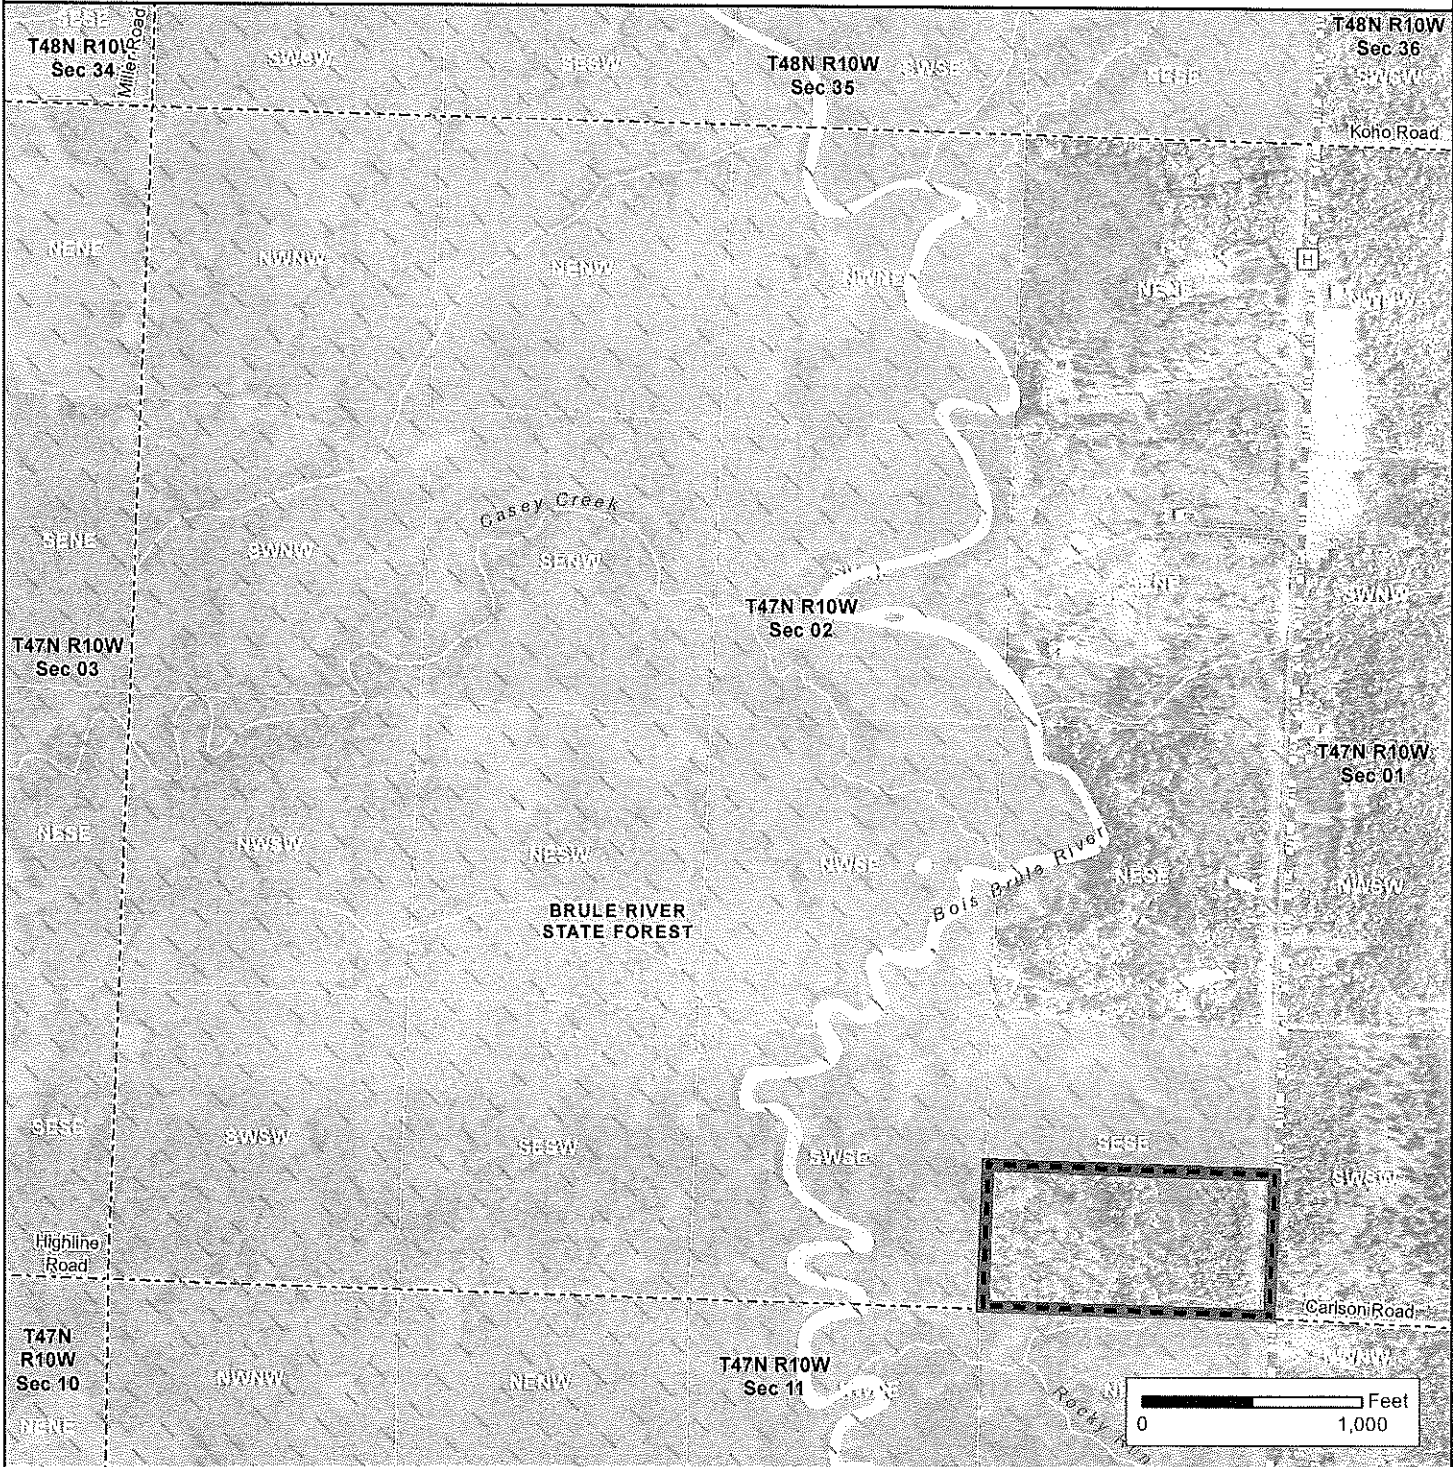 SESE
T48N R10W
Sec 34
Miller Road
SWSW
SESW
T48N R10W
Sec 35
SWSE
SESE
T48N R10W
Sec 36
SWSW
Koho Road
NENE
NWNW
NENW
NWNE
NENE
H
NWNW
Casey Creek
SENE
SWNW
SENW
SENE
SWNW
T47N R10W
Sec 02
T47N R10W
Sec 03
T47N R10W
Sec 01
NESE
NWSW
NESW
NWSE
Bois Brule River
NESE
NWSW
BRULE RIVER
STATE FOREST
SESE
SWSW
SESW
SWSE
SESE
SWSW
Highline
Road
Carlson Road
T47N
R10W
Sec 10
NWNW
NENW
T47N R10W
Sec 11
NWNW
NENE
Rocky
Feet
0
1,000